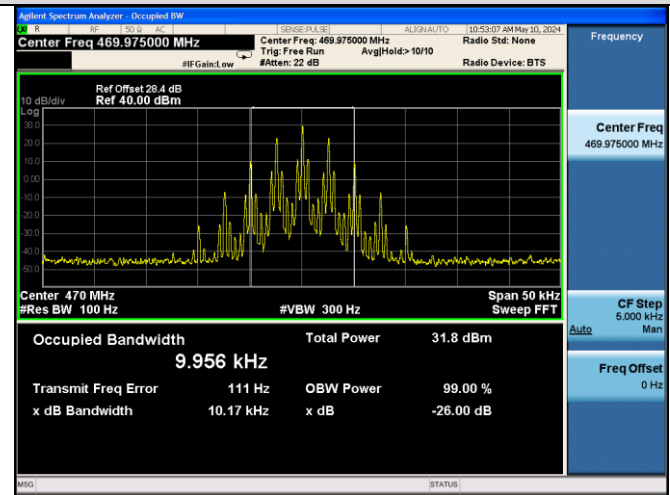 Agilent Spectrum Analyzer - Occupied BW
R RF 50 Ω AC SENSE:PULSE ALIGN AUTO 10:53:07 AM May 10, 2024
Center Freq 469.975000 MHz Center Freq: 469.975000 MHz Radio Std: None
Trig: Free Run Avg|Hold:> 10/10
#IFGain:Low #Atten: 22 dB Radio Device: BTS
Ref Offset 28.4 dB
10 dB/div Ref 40.00 dBm
Log
30.0
20.0
10.0
0.00
-10.0
-20.0
-30.0
-40.0
-50.0
Center 470 MHz Span 50 kHz
#Res BW 100 Hz #VBW 300 Hz Sweep FFT
Occupied Bandwidth Total Power 31.8 dBm
9.956 kHz
Transmit Freq Error 111 Hz OBW Power 99.00 %
x dB Bandwidth 10.17 kHz x dB -26.00 dB
MSG STATUS
Frequency
Center Freq
469.975000 MHz
CF Step
5.000 kHz
Auto Man
Freq Offset
0 Hz